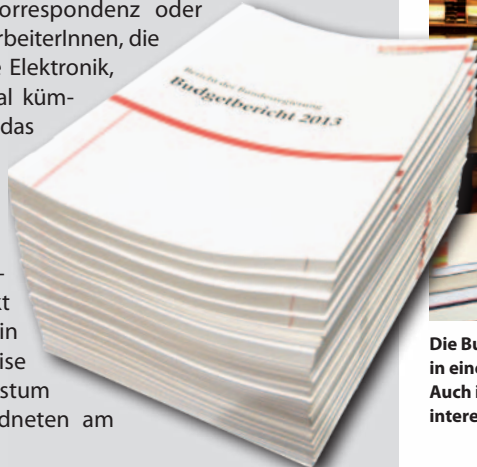 orrespondenz oder
rbeiterInnen, die
e Elektronik,
al küm-
das
-
kt
in
ise
stum
dneten am
Bericht der Bundesregierung
Budgetbericht 2013
Die Bu
in eine
Auch i
intere